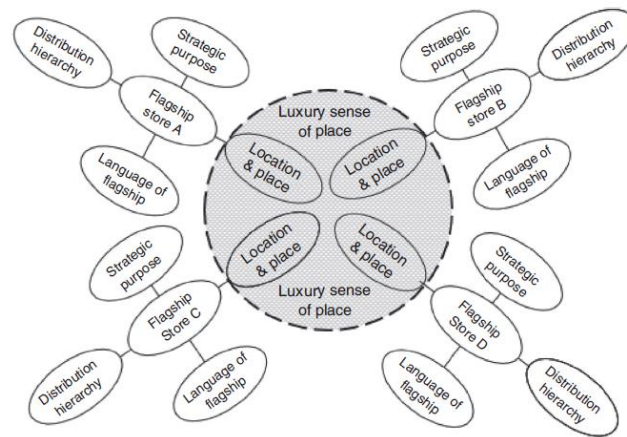 Distribution
hierarchy
Strategic
purpose
Flagship
store A
Language of
flagship
Location
& place
Luxury sense
of place
Strategic
purpose
Distribution
hierarchy
Flagship
store B
Language of
flagship
Location
& place
Strategic
purpose
Flagship
Store C
Distribution
hierarchy
Language of
flagship
Location
& place
Luxury sense
of place
Location
& place
Strategic
purpose
Flagship
Store D
Language of
flagship
Distribution
hierarchy